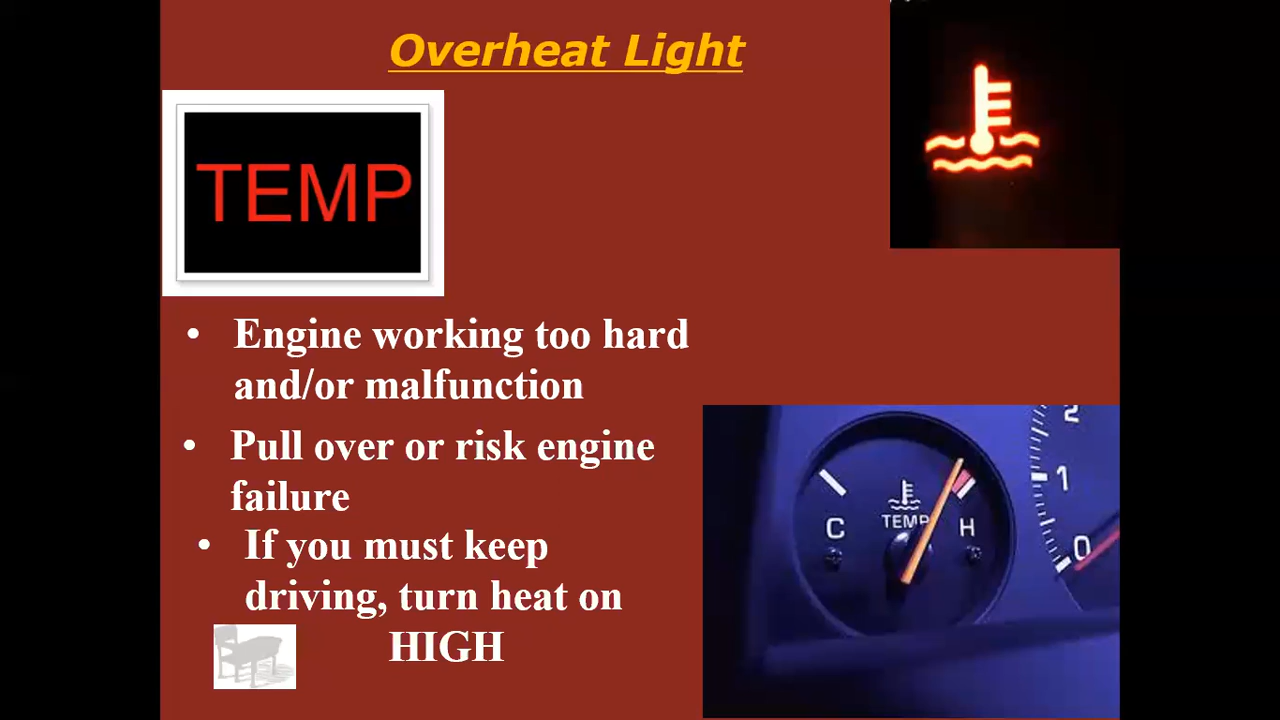 Overheat Light
TEMP
• Engine working too hard
and/or malfunction
• Pull over or risk engine
failure
• If you must keep
driving, turn heat on
HIGH
TEMP
C
H
2
1
0